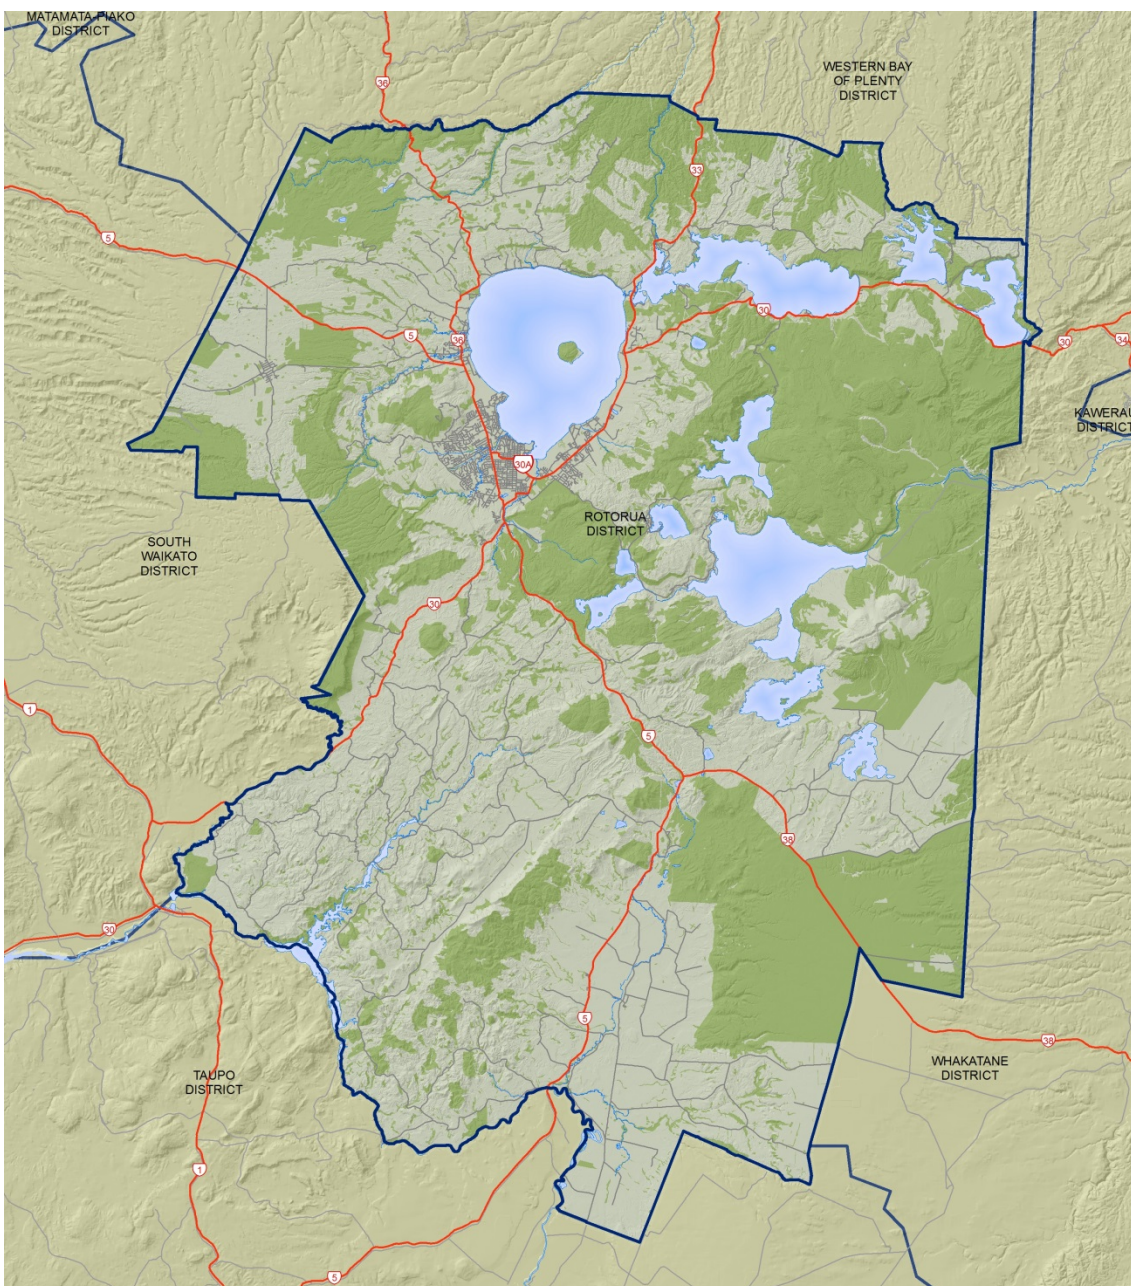 MATAMATA-PIAKO
DISTRICT
WESTERN BAY
OF PLENTY
DISTRICT
36
33
5
5
36
30
30
34
KAWERAU
DISTRICT
30A
ROTORUA
DISTRICT
SOUTH
WAIKATO
DISTRICT
30
1
5
38
30
5
38
WHAKATANE
DISTRICT
TAUPO
DISTRICT
1
5